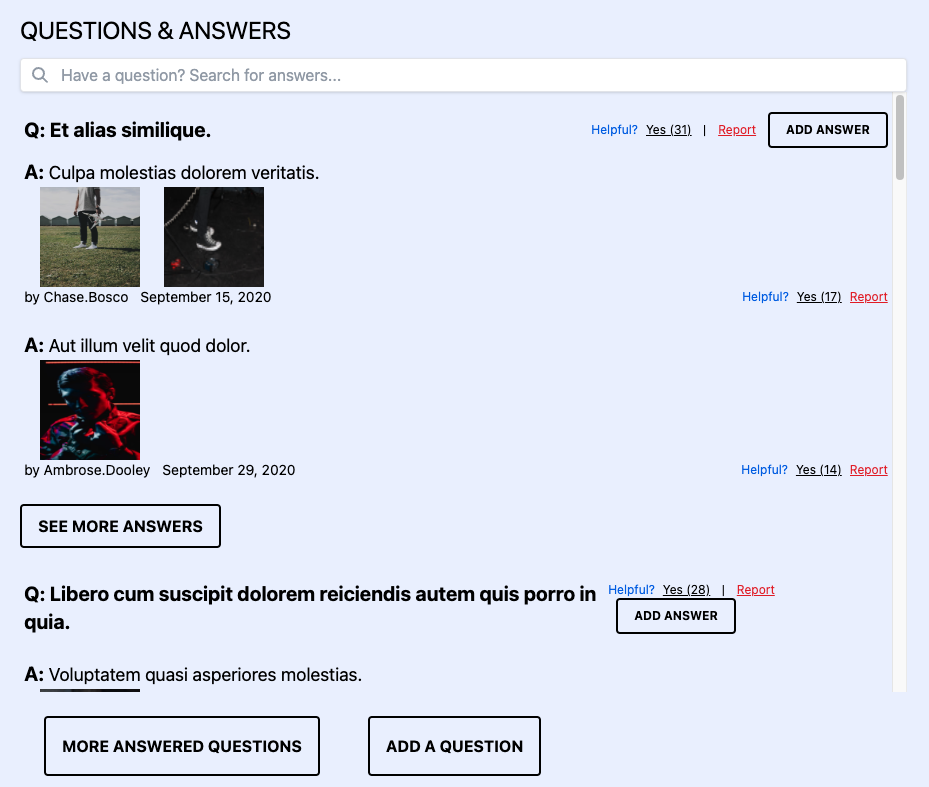 QUESTIONS & ANSWERS
Have a question? Search for answers...
Q: Et alias similique.
Helpful? Yes (31) | Report ADD ANSWER
A: Culpa molestias dolorem veritatis.
by Chase.Bosco September 15, 2020
Helpful? Yes (17) Report
A: Aut illum velit quod dolor.
by Ambrose.Dooley September 29, 2020
Helpful? Yes (14) Report
SEE MORE ANSWERS
Q: Libero cum suscipit dolorem reiciendis autem quis porro in
quia.
Helpful? Yes (28) | Report
ADD ANSWER
A: Voluptatem quasi asperiores molestias.
MORE ANSWERED QUESTIONS
ADD A QUESTION